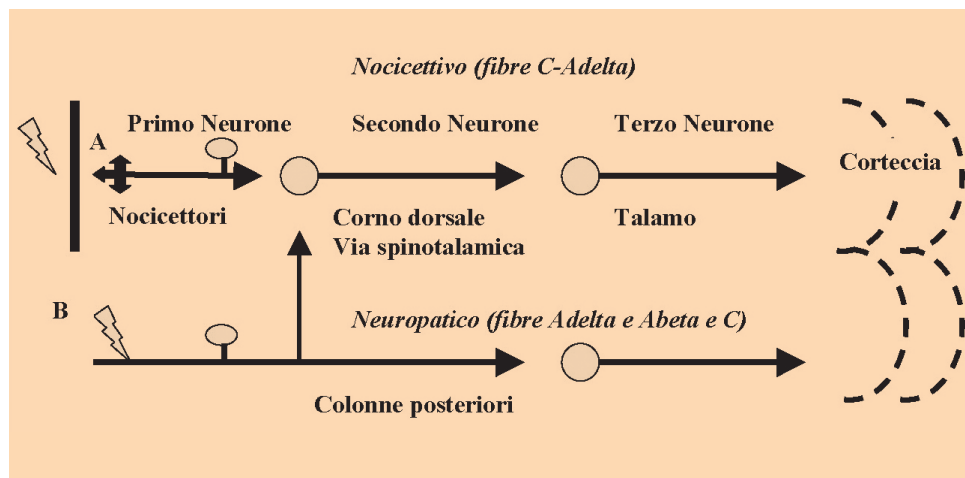 Nocicettivo (fibre C-Adelta)
Primo Neurone
Secondo Neurone
Terzo Neurone
A
Corteccia
Nocicettori
Corno dorsale
Via spinotalamica
Talamo
B
Neuropatico (fibre Adelta e Abeta e C)
Colonne posteriori